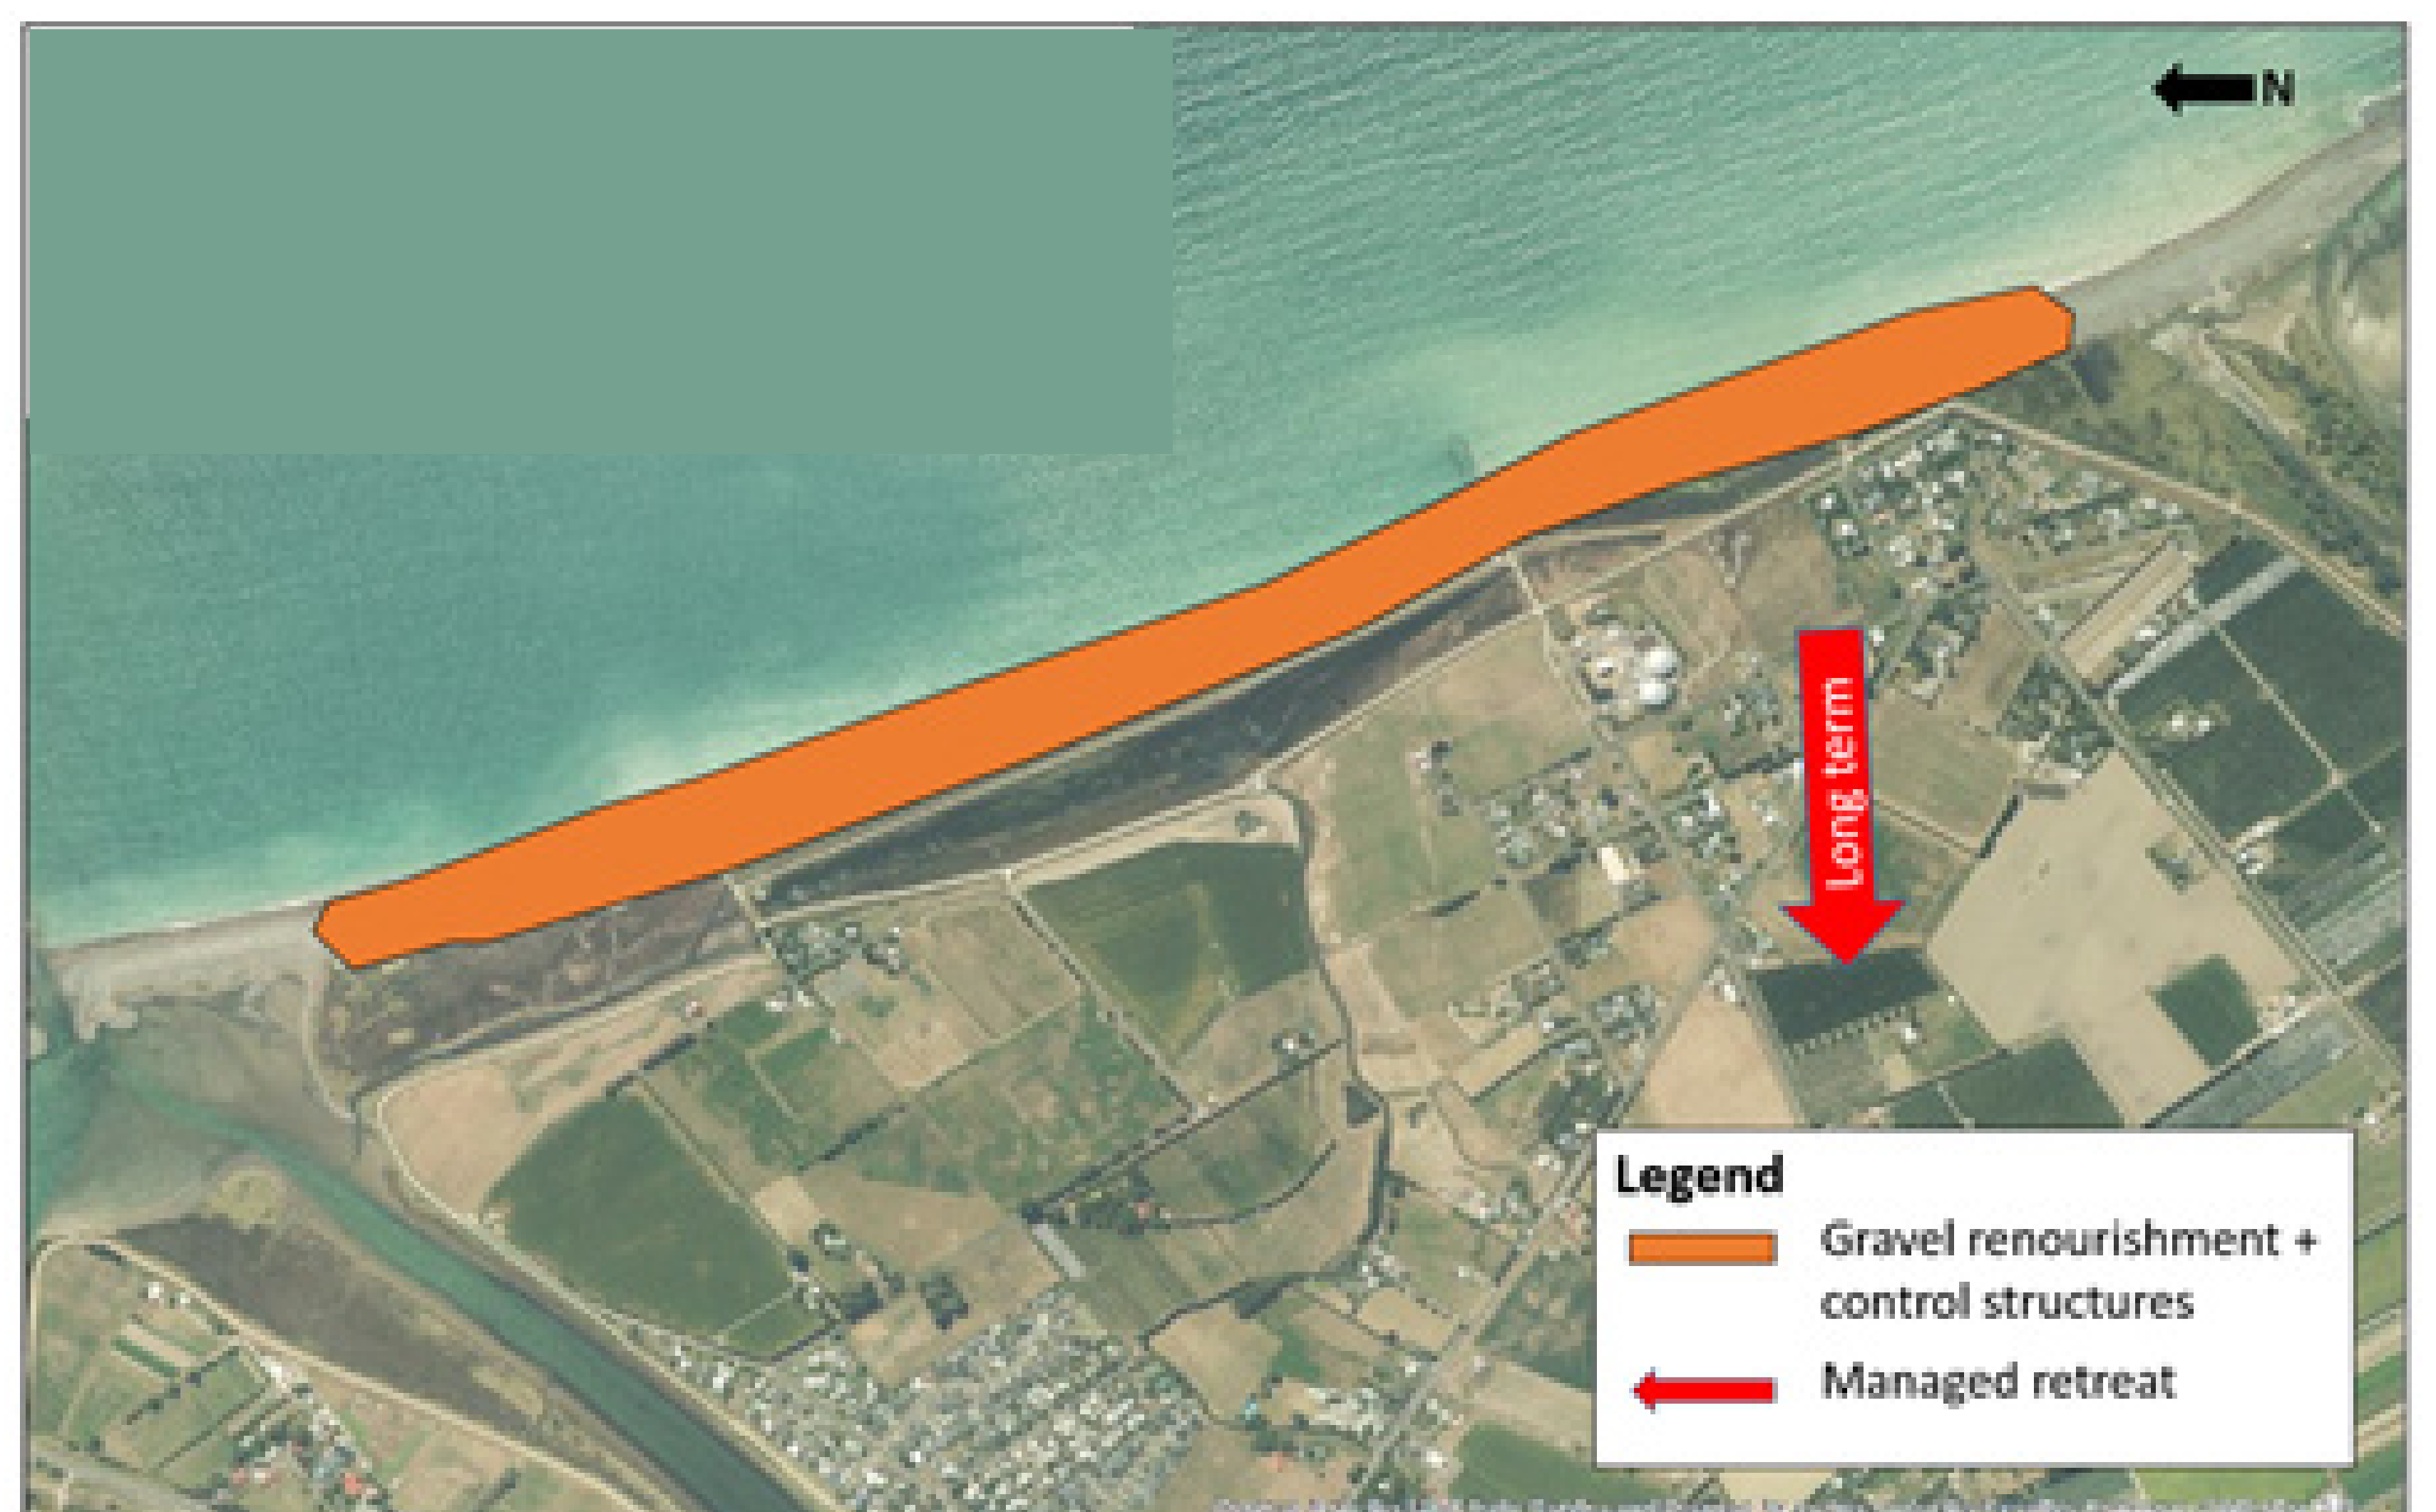 N
Long term
Legend
Gravel renourishment +
control structures
Managed retreat